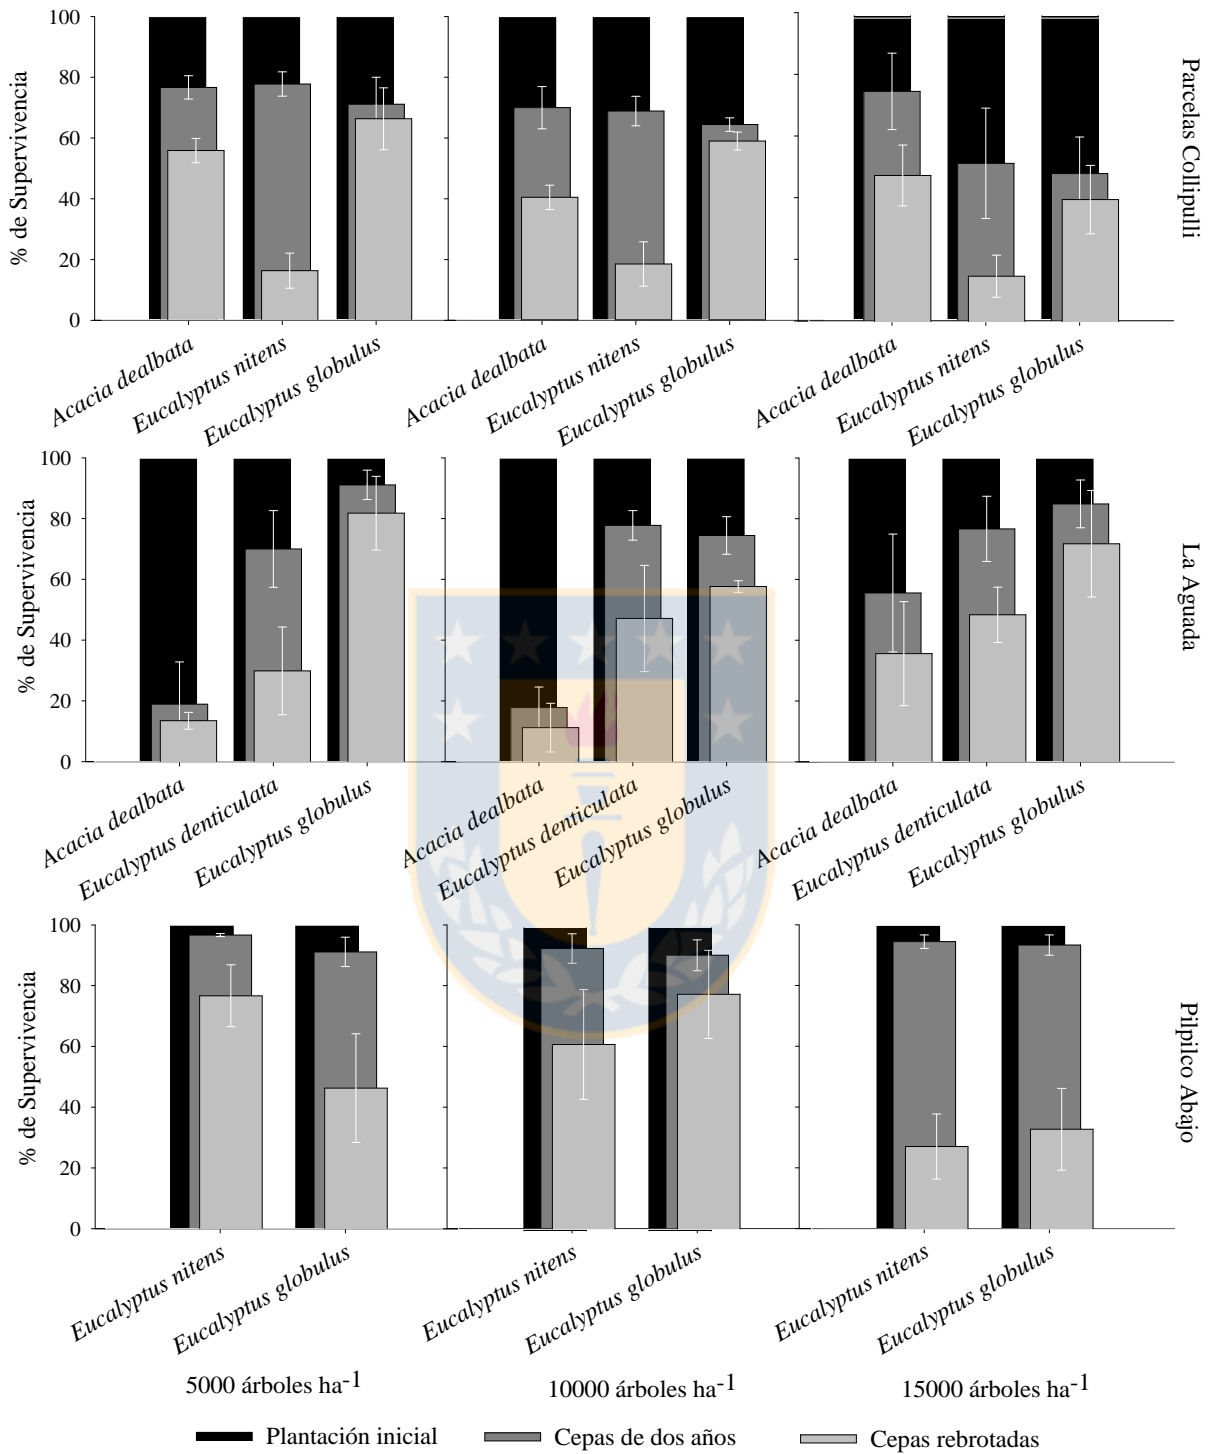 100
80
60
40
20
0
% de Supervivencia
Parcelas Collipulli
Acacia dealbata
Eucalyptus nitens
Eucalyptus globulus
Acacia dealbata
Eucalyptus nitens
Eucalyptus globulus
Acacia dealbata
Eucalyptus nitens
Eucalyptus globulus
100
80
60
40
20
0
% de Supervivencia
La Aguada
Acacia dealbata
Eucalyptus denticulata
Eucalyptus globulus
Acacia dealbata
Eucalyptus denticulata
Eucalyptus globulus
Acacia dealbata
Eucalyptus denticulata
Eucalyptus globulus
100
80
60
40
20
0
% de Supervivencia
Pilpilco Abajo
Eucalyptus nitens
Eucalyptus globulus
Eucalyptus nitens
Eucalyptus globulus
Eucalyptus nitens
Eucalyptus globulus
5000 árboles ha-1
10000 árboles ha-1
15000 árboles ha-1
Plantación inicial
Cepas de dos años
Cepas rebrotadas